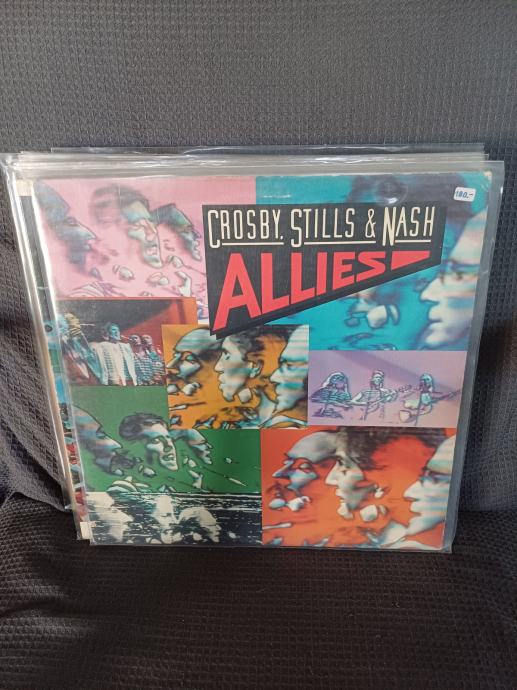 180,-
CROSBY, STILLS & NASH
ALLIES